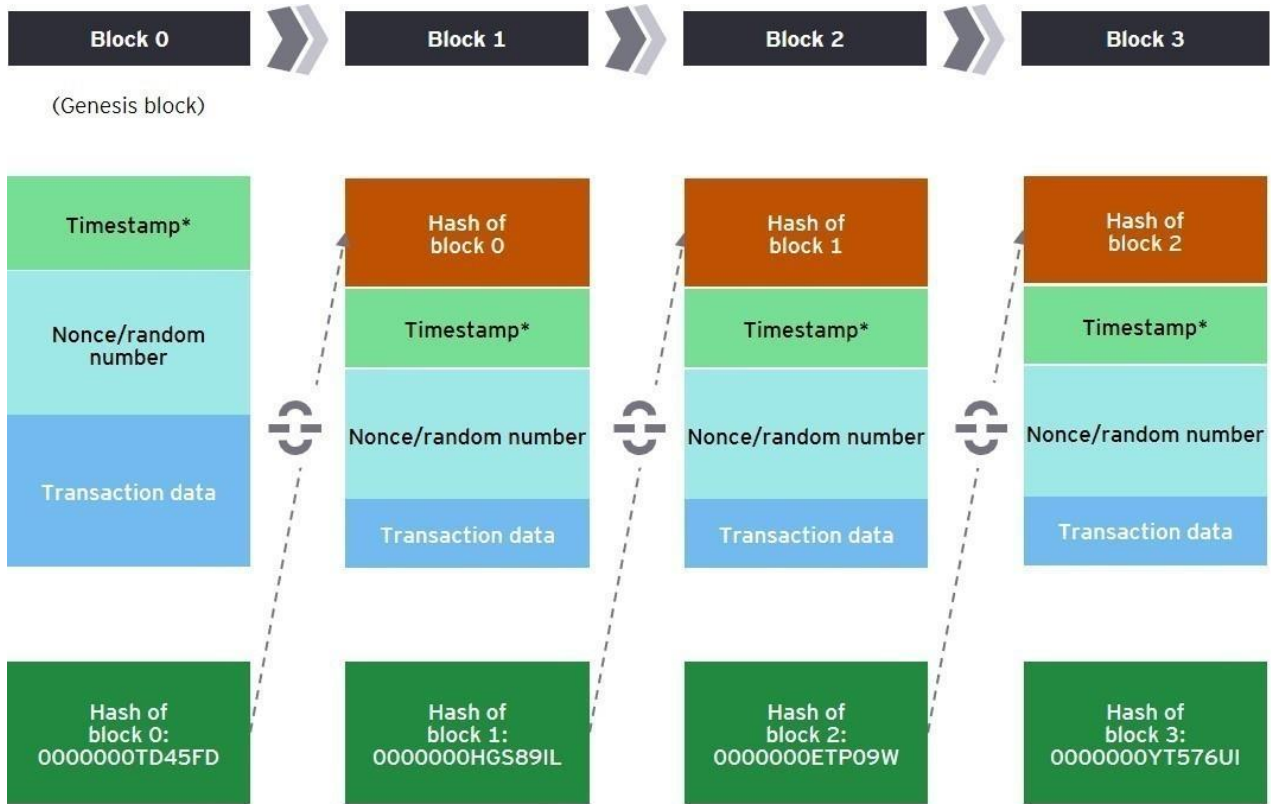 Block 0
Block 1
Block 2
Block 3
(Genesis block)
Timestamp*
Nonce/random
number
Transaction data
Hash of
block 0:
0000000TD45FD
Hash of
block 0
Timestamp*
Nonce/random number
Transaction data
Hash of
block 1:
0000000HGS89IL
Hash of
block 1
Timestamp*
Nonce/random number
Transaction data
Hash of
block 2:
0000000ETP09W
Hash of
block 2
Timestamp*
Nonce/random number
Transaction data
Hash of
block 3:
0000000YT576UI